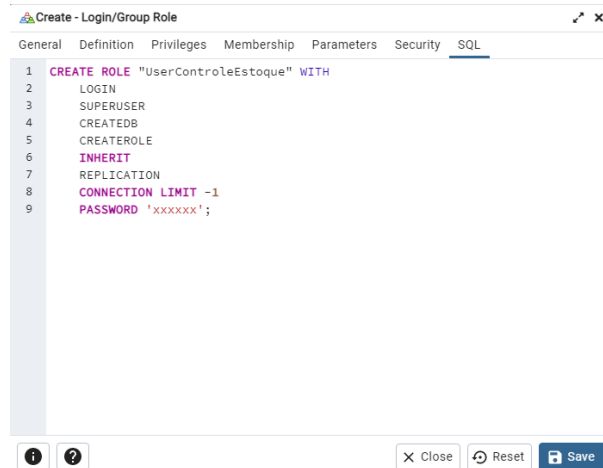 Create - Login/Group Role
General Definition Privileges Membership Parameters Security SQL
1 CREATE ROLE "UserControleEstoque" WITH
2 LOGIN
3 SUPERUSER
4 CREATEDB
5 CREATEROLE
6 INHERIT
7 REPLICATION
8 CONNECTION LIMIT -1
9 PASSWORD 'xxxxxx';
Close Reset Save